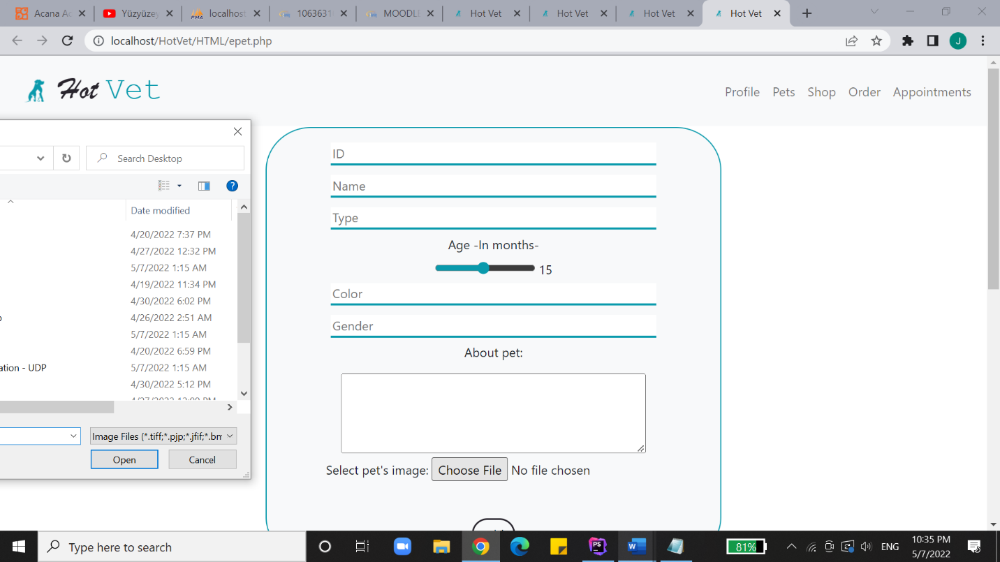 Acana Ac
Yüzyüzey
localhost
1063631
MOODLE
Hot Vet
Hot Vet
Hot Vet
Hot Vet
localhost/HotVet/HTML/epet.php
J
Hot Vet
Profile Pets Shop Order Appointments
Search Desktop
Date modified
4/20/2022 7:37 PM
4/27/2022 12:32 PM
5/7/2022 1:15 AM
4/19/2022 11:34 PM
4/30/2022 6:02 PM
4/26/2022 2:51 AM
5/7/2022 1:15 AM
4/20/2022 6:59 PM
ation - UDP 5/7/2022 1:15 AM
4/30/2022 5:12 PM
Image Files (*.tiff;*.pjp;*.jfif;*.bm
Open Cancel
ID
Name
Type
Age -In months-
15
Color
Gender
About pet:
Select pet's image: Choose File No file chosen
Type here to search
81%
ENG
10:35 PM
5/7/2022